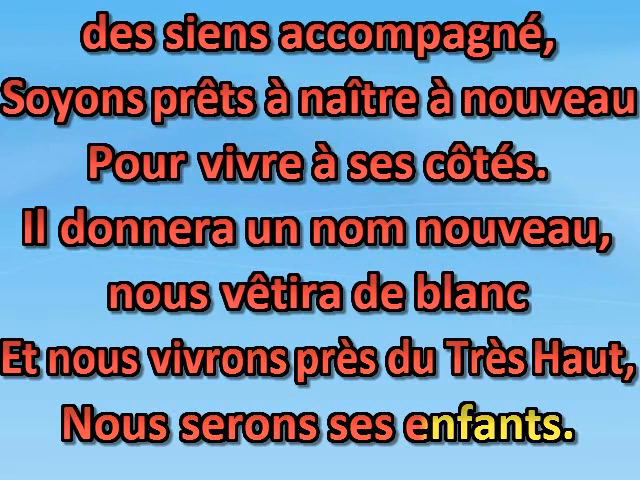 des siens accompagné,
Soyons prêts à naître à nouveau
Pour vivre à ses côtés.
Il donnera un nom nouveau,
nous vêtira de blanc
Et nous vivrons près du Très Haut,
Nous serons ses enfants.